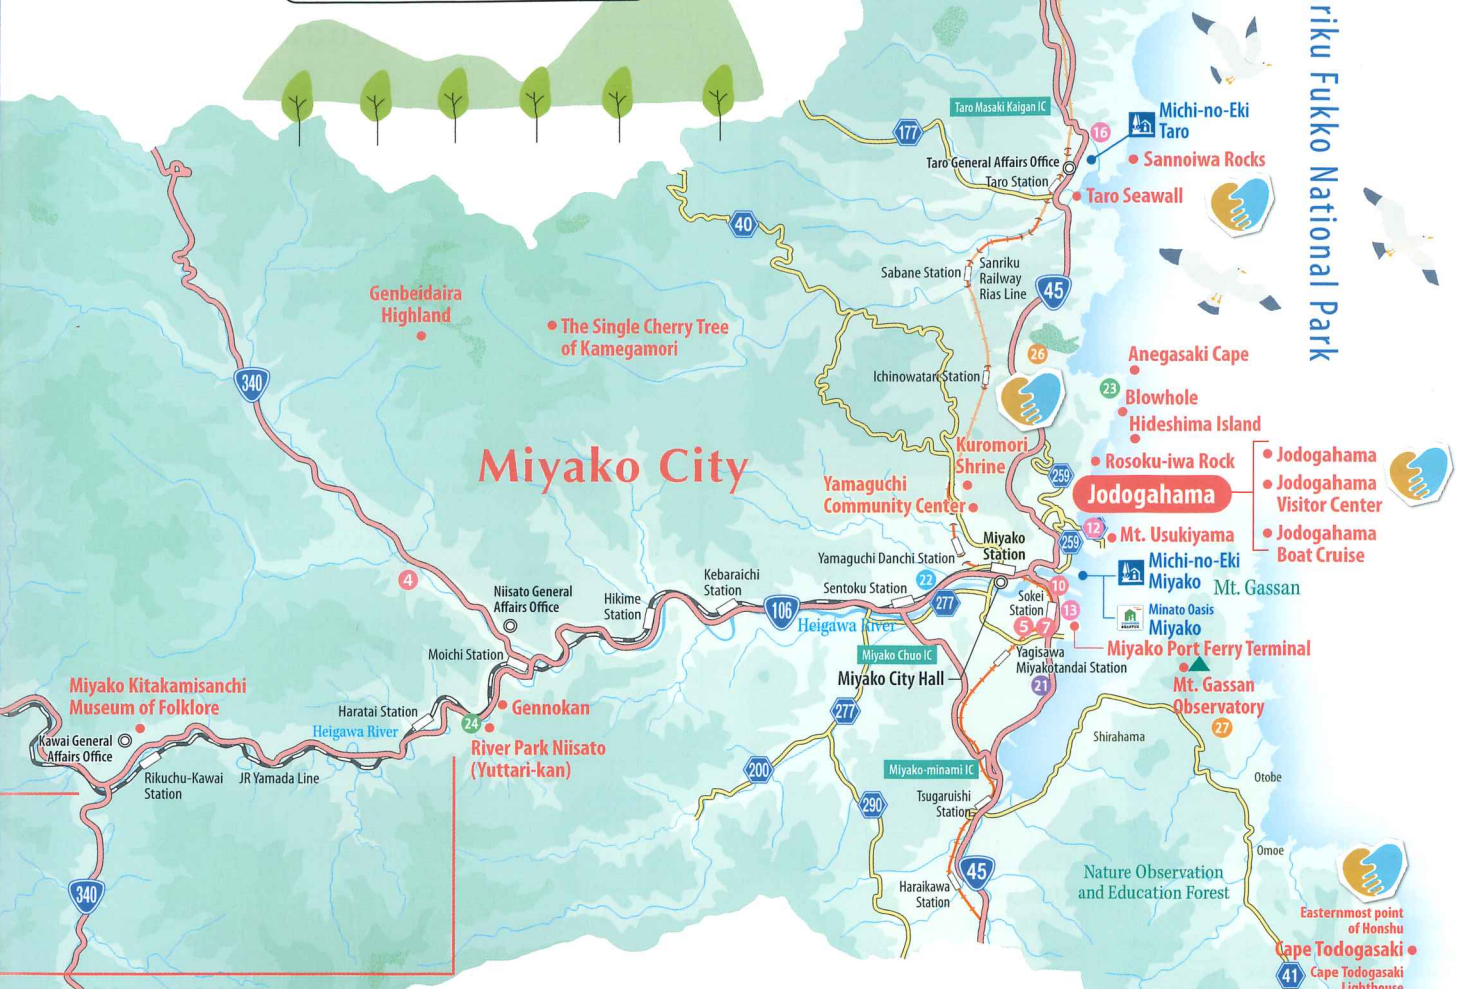 riku Fukko National Park
Taro Masaki Kaigan IC
16
Michi-no-Eki
Taro
177
Taro General Affairs Office
Sannoiwa Rocks
Taro Station
Taro Seawall
40
Sabane Station
Sanriku
Railway
Rias Line
45
Genbeidaira
Highland
The Single Cherry Tree
of Kamegamori
26
Anegasaki Cape
340
Ichinowatari Station
23
Blowhole
Hideshima Island
Kuromori
Shrine
Miyako City
259
Rosoku-iwa Rock
Jodogahama
Jodogahama
Jodogahama
Visitor Center
Jodogahama
Boat Cruise
Yamaguchi
Community Center
12
Mt. Usukiyama
259
Miyako
Station
Yamaguchi Danchi Station
Michi-no-Eki
Miyako
Mt. Gassan
4
Kebaraichi
Station
Sentoku Station
22
10
Niisato General
Affairs Office
Hikime
Station
106
277
Sokei
Station
13
Minato Oasis
Miyako
Heigawa River
5
7
Miyako Port Ferry Terminal
Moichi Station
Miyako Chuo IC
Yagisawa
Miyakotandai Station
Miyako City Hall
21
Mt. Gassan
Observatory
27
Miyako Kitakamisanchi
Museum of Folklore
Haratai Station
Gennokan
277
24
Heigawa River
Kawai General
Affairs Office
River Park Niisato
(Yuttari-kan)
Shirahama
Rikuchu-Kawai
Station
JR Yamada Line
200
Miyako-minami IC
Otobe
290
Tsugaruishi
Station
Omoe
45
Nature Observation
and Education Forest
340
Haraikawa
Station
Easternmost point
of Honshu
Cape Todogasaki
41
Cape Todogasaki
Lighthouse